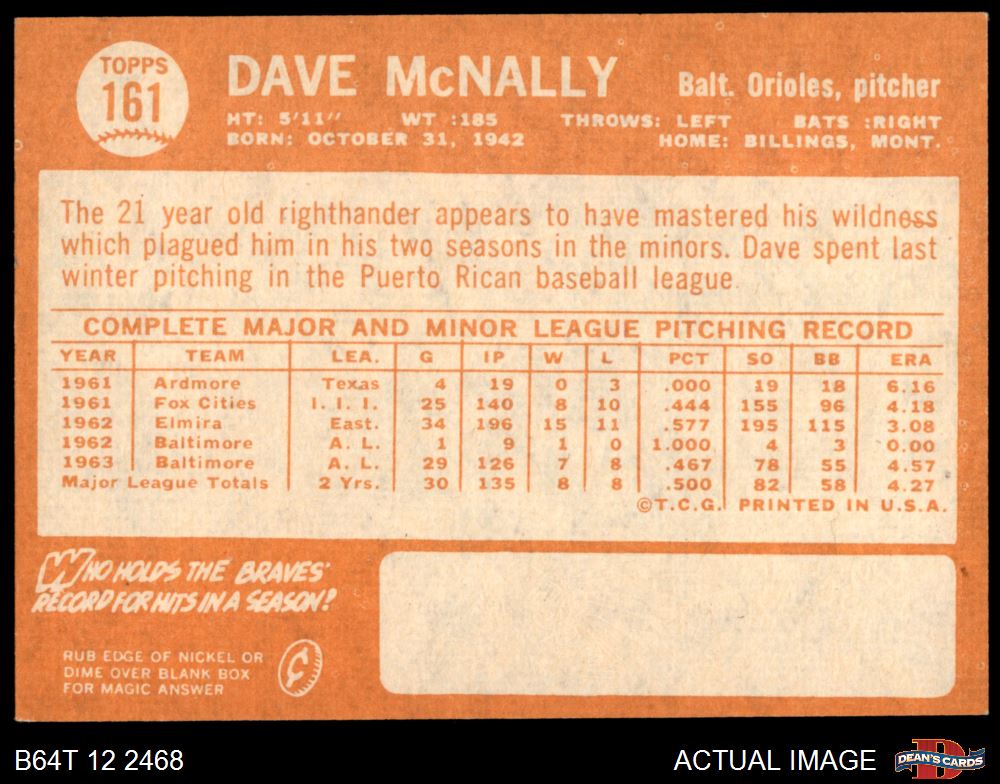 TOPPS
161
DAVE McNALLY
Balt. Orioles, pitcher
HT: 5'11" WT :185 THROWS: LEFT BATS :RIGHT
BORN: OCTOBER 31, 1942 HOME: BILLINGS, MONT.
The 21 year old righthander appears to have mastered his wildness
which plagued him in his two seasons in the minors. Dave spent last
winter pitching in the Puerto Rican baseball league.
COMPLETE MAJOR AND MINOR LEAGUE PITCHING RECORD
YEAR TEAM LEA. G IP W L PCT SO BB ERA
1961 Ardmore Texas 4 19 0 3 .000 19 18 6.16
1961 Fox Cities I. I. I. 25 140 8 10 .444 155 96 4.18
1962 Elmira East. 34 196 15 11 .577 195 115 3.08
1962 Baltimore A. L. 1 9 1 0 1.000 4 3 0.00
1963 Baltimore A. L. 29 126 7 8 .467 78 55 4.57
Major League Totals 2 Yrs. 30 135 8 8 .500 82 58 4.27
©T.C.G. PRINTED IN U.S.A.
WHO HOLDS THE BRAVES'
RECORD FOR HITS IN A SEASON?
RUB EDGE OF NICKEL OR
DIME OVER BLANK BOX
FOR MAGIC ANSWER
¢
B64T 12 2468
ACTUAL IMAGE
DEAN'S CARDS